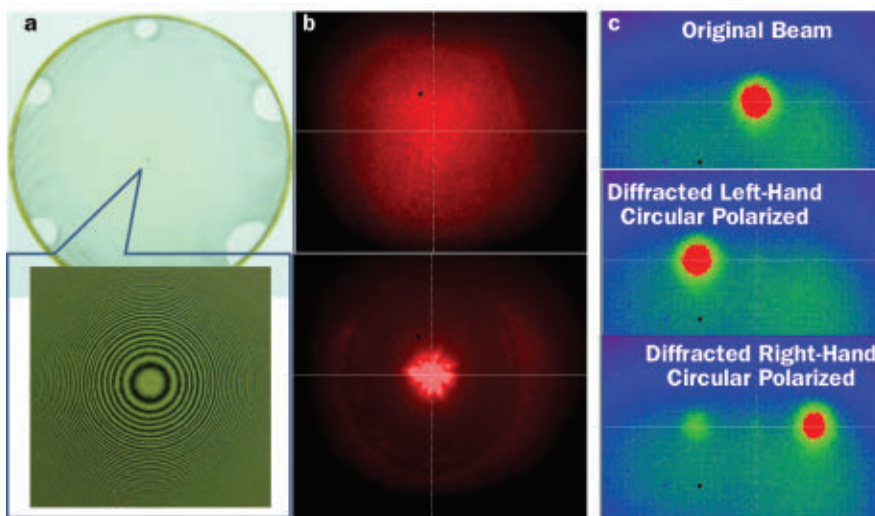 a
b
c
Original Beam
Diffracted Left-Hand
Circular Polarized
Diffracted Right-Hand
Circular Polarized